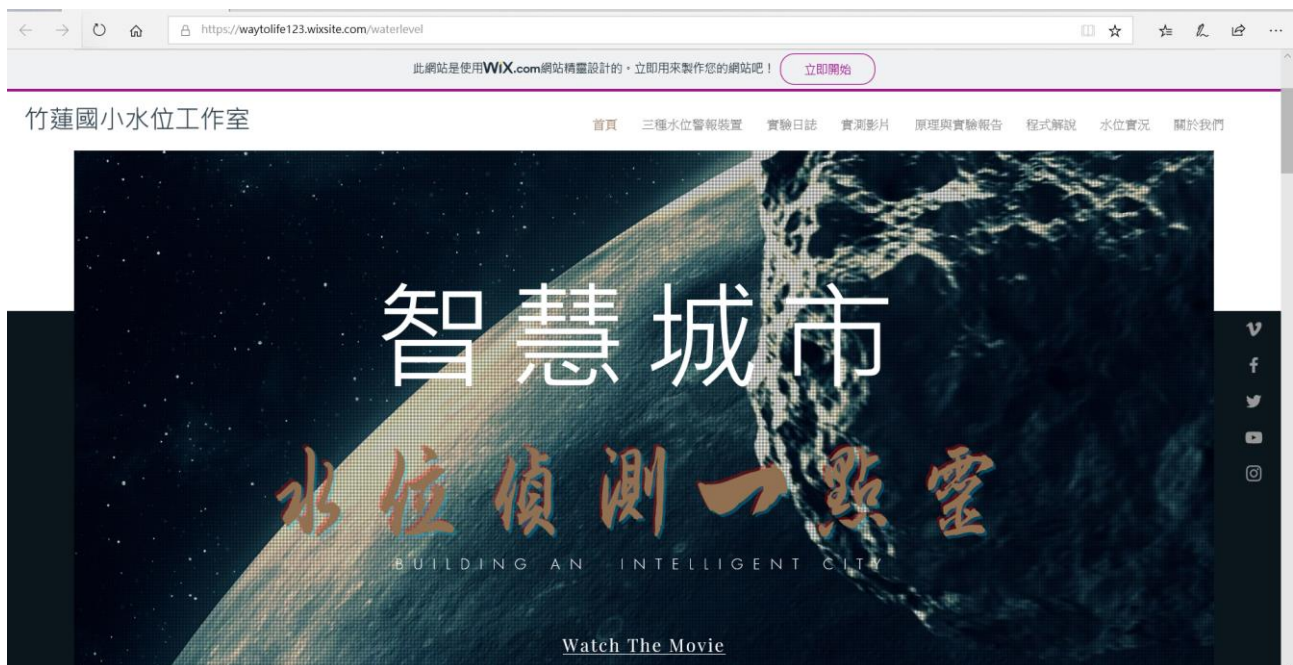 https://waytolife123.wixsite.com/waterlevel
此網站是使用WiX.com網站精靈設計的。立即用來製作您的網站吧！ 立即開始
竹蓮國小水位工作室
首頁 三種水位警報裝置 實驗日誌 實測影片 原理與實驗報告 程式解說 水位實況 關於我們
智慧城市
水位偵測一點靈
BUILDING AN INTELLIGENT CITY
Watch The Movie